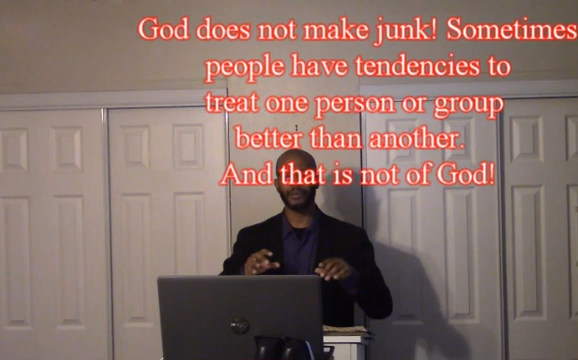 God does not make junk! Sometimes
people have tendencies to
treat one person or group
better than another.
And that is not of God!